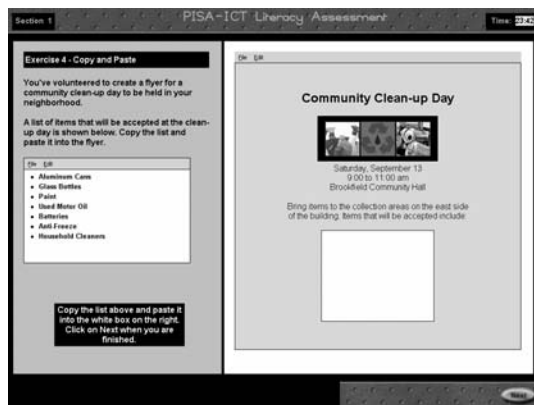 Section 1
PISA-ICT Literacy Assessment
Time: 23:42
Exercise 4 - Copy and Paste
You've volunteered to create a flyer for a
community clean-up day to be held in your
neighborhood.
A list of items that will be accepted at the clean-
up day is shown below. Copy the list and
paste it into the flyer.
File Edit
• Aluminum Cans
• Glass Bottles
• Paint
• Used Motor Oil
• Batteries
• Anti-Freeze
• Household Cleaners
Copy the list above and paste it
into the white box on the right.
Click on Next when you are
finished.
File Edit
Community Clean-up Day
Saturday, September 13
9:00 to 11:00 am
Brookfield Community Hall
Bring items to the collection areas on the east side
of the building. Items that will be accepted include:
Next